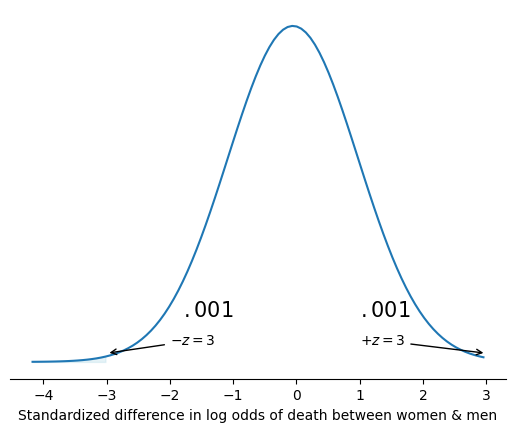 .001 .001
−z = 3 +z = 3
−4 −3 −2 −1 0 1 2 3
Standardized difference in log odds of death between women & men